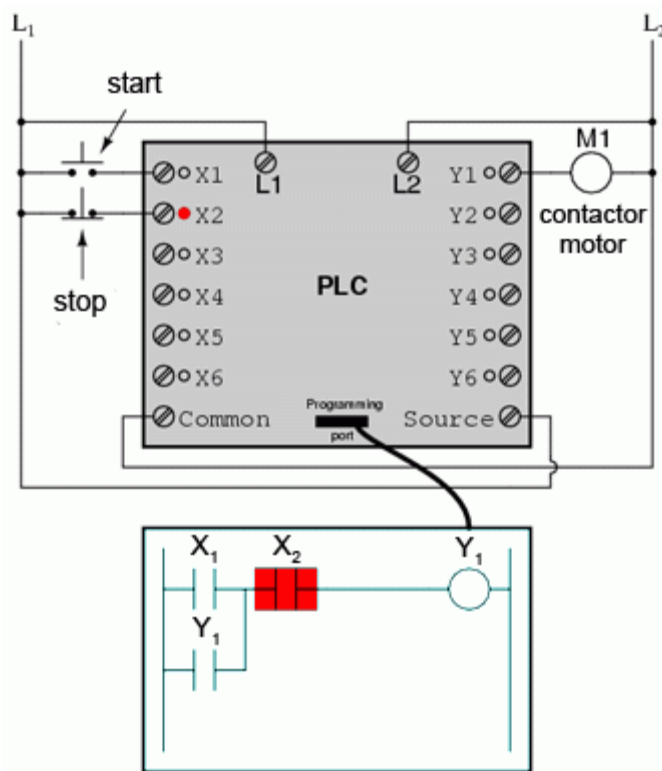 L1 L2
start
M1
X1 L1 L2 Y1
X2 Y2
contactor
motor
X3 Y3
stop
PLC
X4 Y4
X5 Y5
X6 Y6
Programming
Common Source
port
X1 X2 Y1
Y1